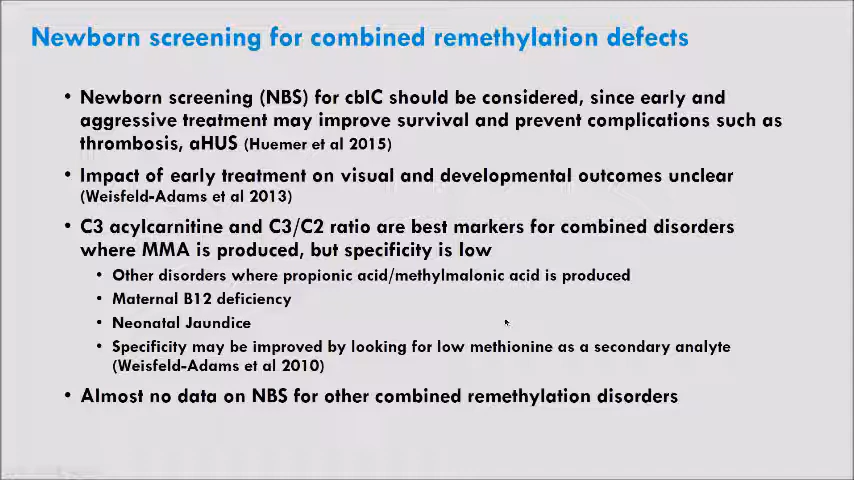 Newborn screening for combined remethylation defects
• Newborn screening (NBS) for cblC should be considered, since early and
aggressive treatment may improve survival and prevent complications such as
thrombosis, aHUS (Huemer et al 2015)
• Impact of early treatment on visual and developmental outcomes unclear
(Weisfeld-Adams et al 2013)
• C3 acylcarnitine and C3/C2 ratio are best markers for combined disorders
where MMA is produced, but specificity is low
• Other disorders where propionic acid/methylmalonic acid is produced
• Maternal B12 deficiency
• Neonatal Jaundice
• Specificity may be improved by looking for low methionine as a secondary analyte
(Weisfeld-Adams et al 2010)
• Almost no data on NBS for other combined remethylation disorders